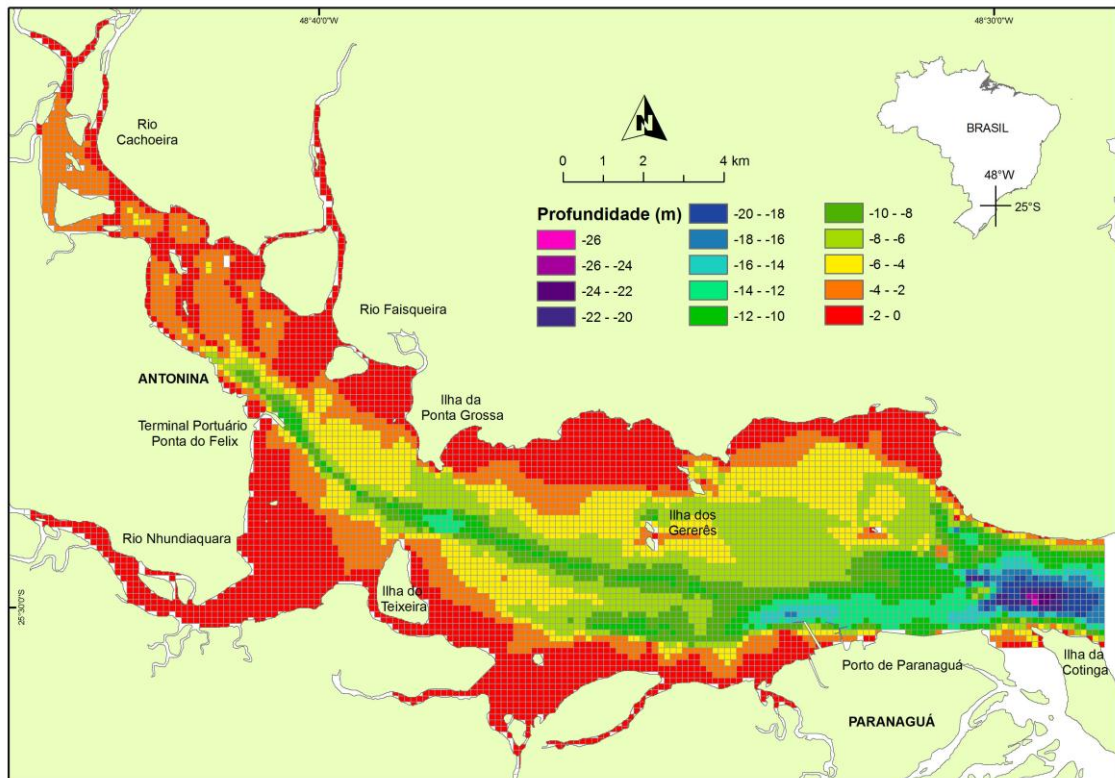 48°40'0"W
48°30'0"W
Rio
Cachoeira
N
BRASIL
0 1 2 4 km
48°W
25°S
Profundidade (m)
-26
-26 - -24
-24 - -22
-22 - -20
-20 - -18
-18 - -16
-16 - -14
-14 - -12
-12 - -10
-10 - -8
-8 - -6
-6 - -4
-4 - -2
-2 - 0
Rio Faisqueira
ANTONINA
Ilha da
Ponta Grossa
Terminal Portuário
Ponta do Felix
Ilha dos
Gererês
Rio Nhundiaquara
Ilha do
Teixeira
25°30'0"S
Porto de Paranaguá
Ilha da
Cotinga
PARANAGUÁ